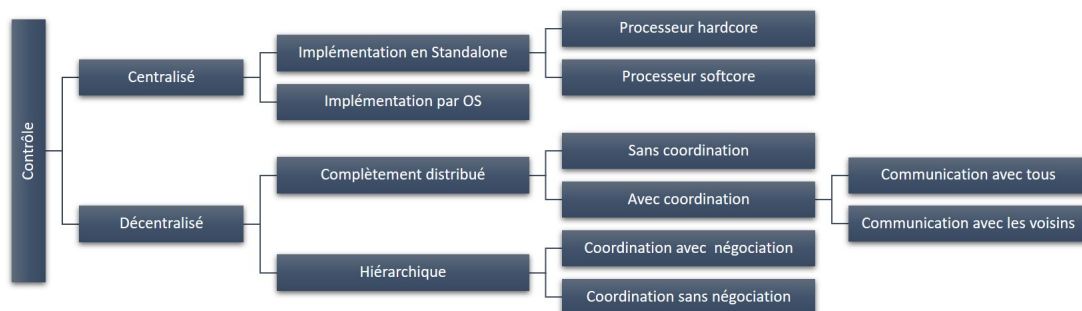 Contrôle
Centralisé
Implémentation en Standalone
Processeur hardcore
Processeur softcore
Implémentation par OS
Décentralisé
Complètement distribué
Sans coordination
Avec coordination
Communication avec tous
Communication avec les voisins
Hiérarchique
Coordination avec négociation
Coordination sans négociation